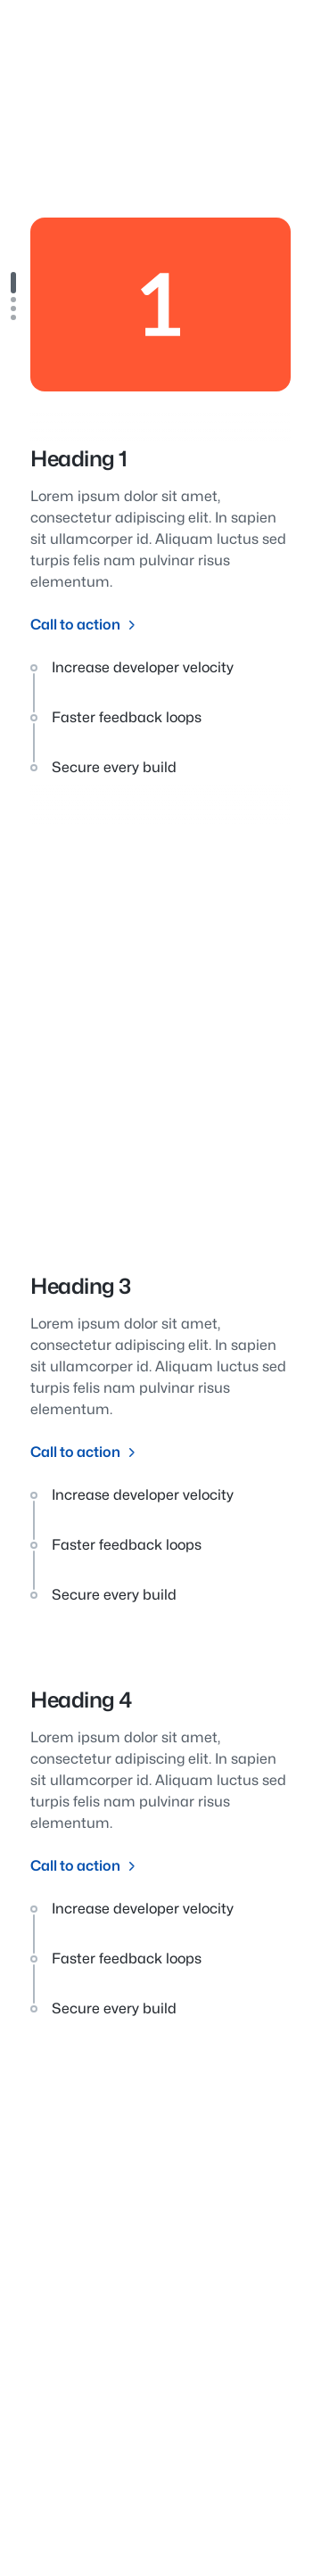 1
Heading 1
Lorem ipsum dolor sit amet,
consectetur adipiscing elit. In sapien
sit ullamcorper id. Aliquam luctus sed
turpis felis nam pulvinar risus
elementum.
Call to action
Increase developer velocity
Faster feedback loops
Secure every build
Heading 3
Lorem ipsum dolor sit amet,
consectetur adipiscing elit. In sapien
sit ullamcorper id. Aliquam luctus sed
turpis felis nam pulvinar risus
elementum.
Call to action
Increase developer velocity
Faster feedback loops
Secure every build
Heading 4
Lorem ipsum dolor sit amet,
consectetur adipiscing elit. In sapien
sit ullamcorper id. Aliquam luctus sed
turpis felis nam pulvinar risus
elementum.
Call to action
Increase developer velocity
Faster feedback loops
Secure every build